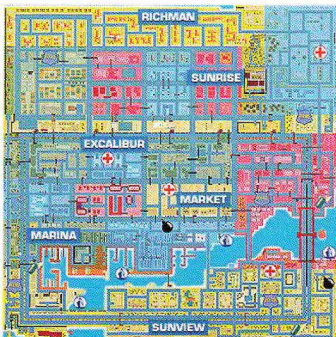 RICHMAN
SUNRISE
EXCALIBUR
MARKET
MARINA
SUNVIEW